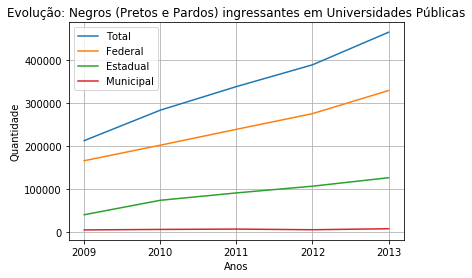 Evolução: Negros (Pretos e Pardos) ingressantes em Universidades Públicas
Total
Federal
Estadual
Municipal
Quantidade
400000
300000
200000
100000
0
2009 2010 2011 2012 2013
Anos